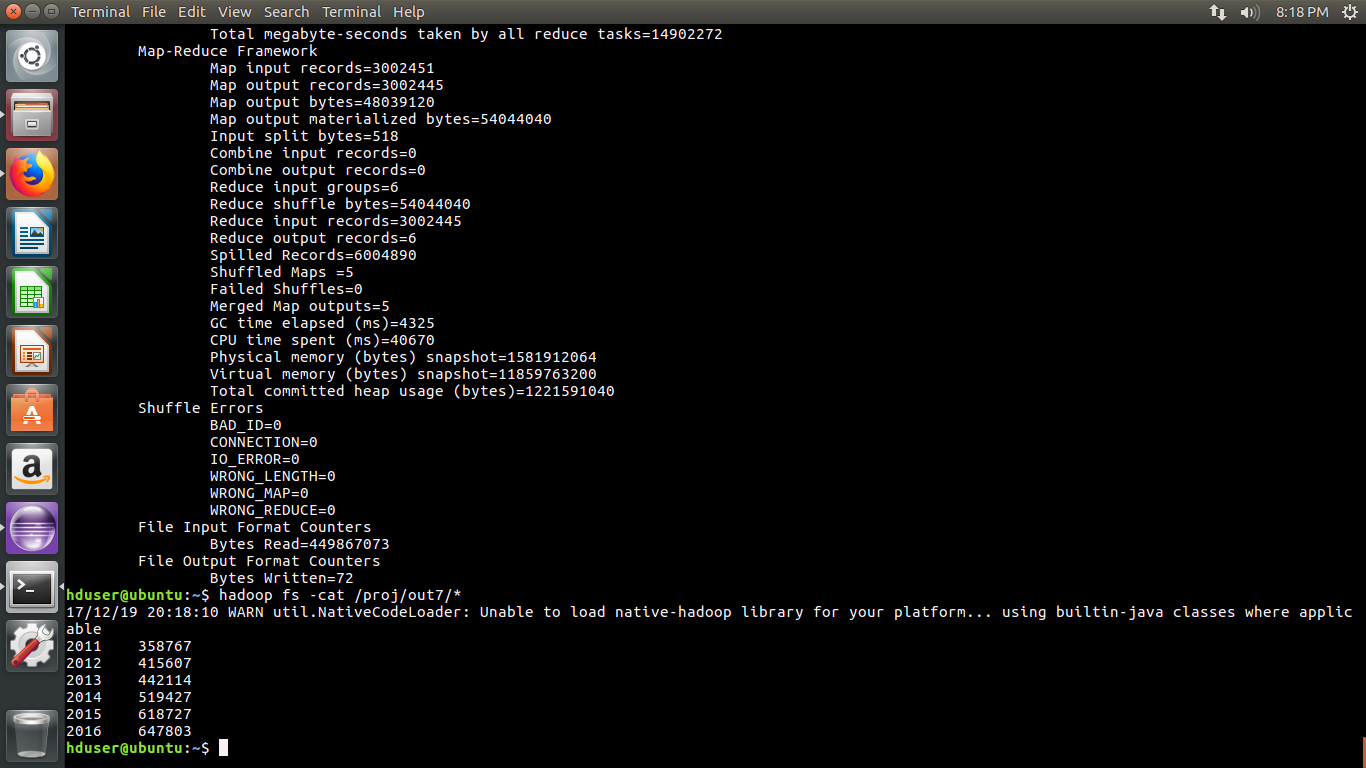 Terminal File Edit View Search Terminal Help 8:18 PM
Total megabyte-seconds taken by all reduce tasks=14902272
Map-Reduce Framework
Map input records=3002451
Map output records=3002445
Map output bytes=48039120
Map output materialized bytes=54044040
Input split bytes=518
Combine input records=0
Combine output records=0
Reduce input groups=6
Reduce shuffle bytes=54044040
Reduce input records=3002445
Reduce output records=6
Spilled Records=6004890
Shuffled Maps =5
Failed Shuffles=0
Merged Map outputs=5
GC time elapsed (ms)=4325
CPU time spent (ms)=40670
Physical memory (bytes) snapshot=1581912064
Virtual memory (bytes) snapshot=11859763200
Total committed heap usage (bytes)=1221591040
Shuffle Errors
BAD_ID=0
CONNECTION=0
IO_ERROR=0
WRONG_LENGTH=0
WRONG_MAP=0
WRONG_REDUCE=0
File Input Format Counters
Bytes Read=449867073
File Output Format Counters
Bytes Written=72
hduser@ubuntu:~$ hadoop fs -cat /proj/out7/*
17/12/19 20:18:10 WARN util.NativeCodeLoader: Unable to load native-hadoop library for your platform... using builtin-java classes where applic
able
2011 358767
2012 415607
2013 442114
2014 519427
2015 618727
2016 647803
hduser@ubuntu:~$